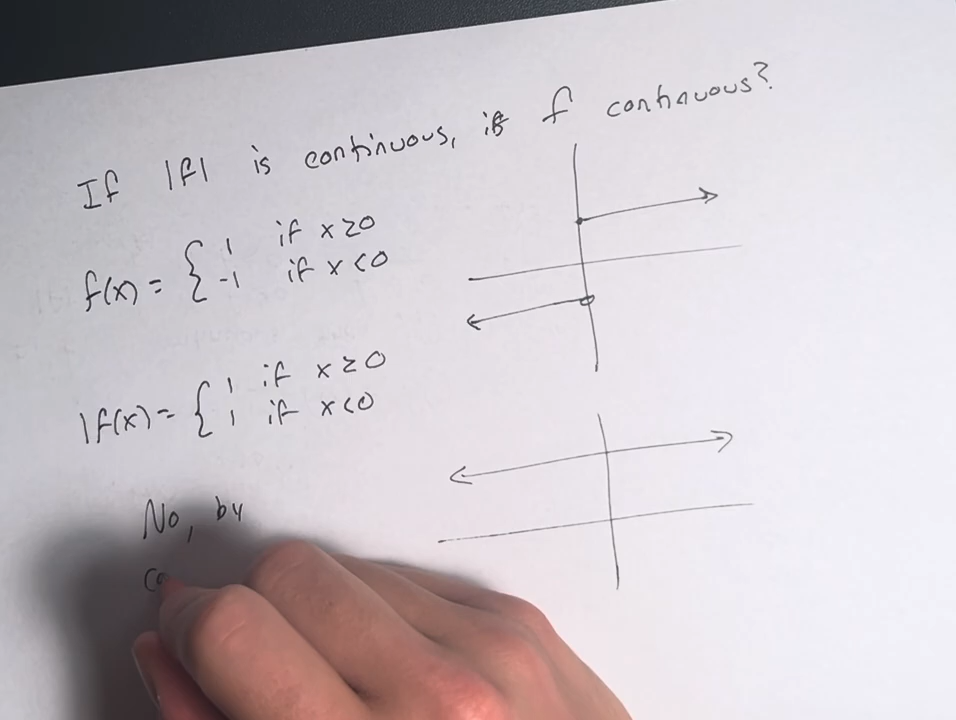 If |f| is continuous, is f continuous?
f(x) = { 1 if x ≥ 0
-1 if x < 0
|f(x) = { 1 if x ≥ 0
1 if x < 0
No, by